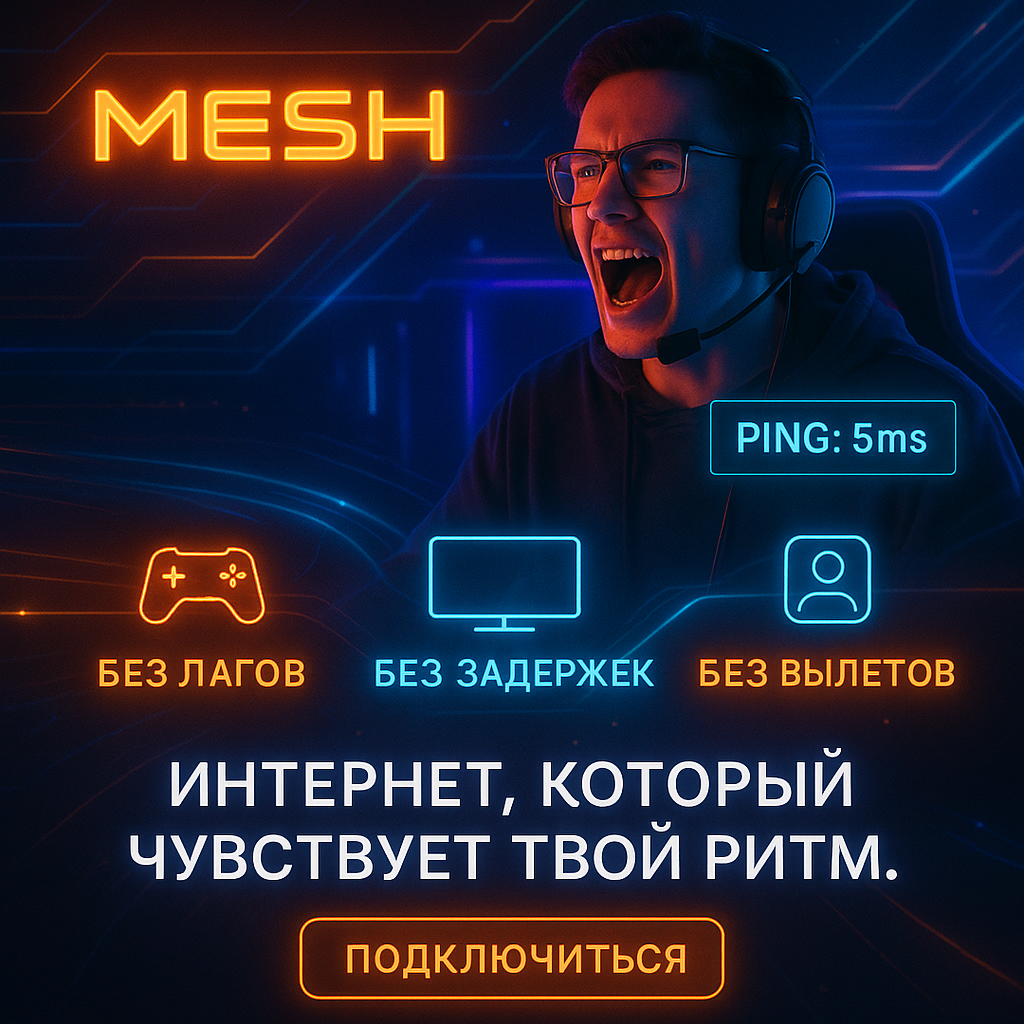 MESH
PING: 5ms
БЕЗ ЛАГОВ
БЕЗ ЗАДЕРЖЕК
БЕЗ ВЫЛЕТОВ
ИНТЕРНЕТ, КОТОРЫЙ
ЧУВСТВУЕТ ТВОЙ РИТМ.
ПОДКЛЮЧИТЬСЯ